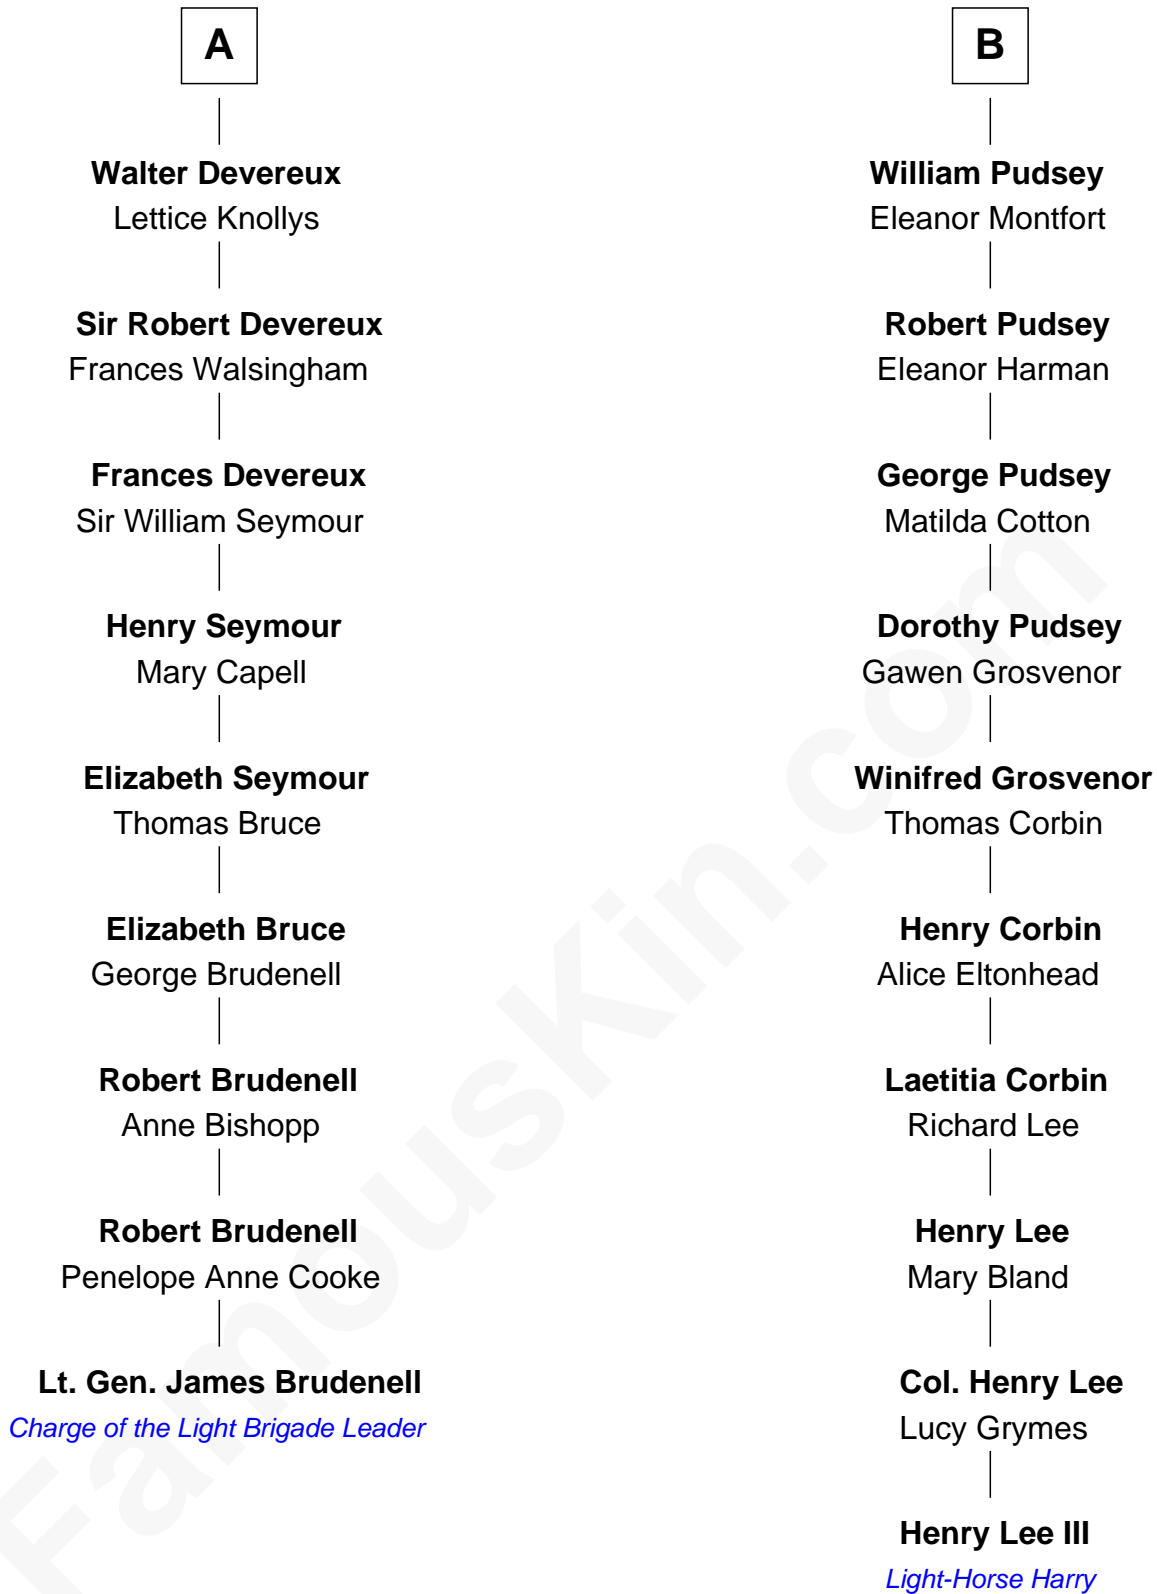 A
Walter Devereux
Lettice Knollys
Sir Robert Devereux
Frances Walsingham
Frances Devereux
Sir William Seymour
Henry Seymour
Mary Capell
Elizabeth Seymour
Thomas Bruce
Elizabeth Bruce
George Brudenell
Robert Brudenell
Anne Bishopp
Robert Brudenell
Penelope Anne Cooke
Lt. Gen. James Brudenell
Charge of the Light Brigade Leader
B
William Pudsey
Eleanor Montfort
Robert Pudsey
Eleanor Harman
George Pudsey
Matilda Cotton
Dorothy Pudsey
Gawen Grosvenor
Winifred Grosvenor
Thomas Corbin
Henry Corbin
Alice Eltonhead
Laetitia Corbin
Richard Lee
Henry Lee
Mary Bland
Col. Henry Lee
Lucy Grymes
Henry Lee III
Light-Horse Harry
FamousKin.com